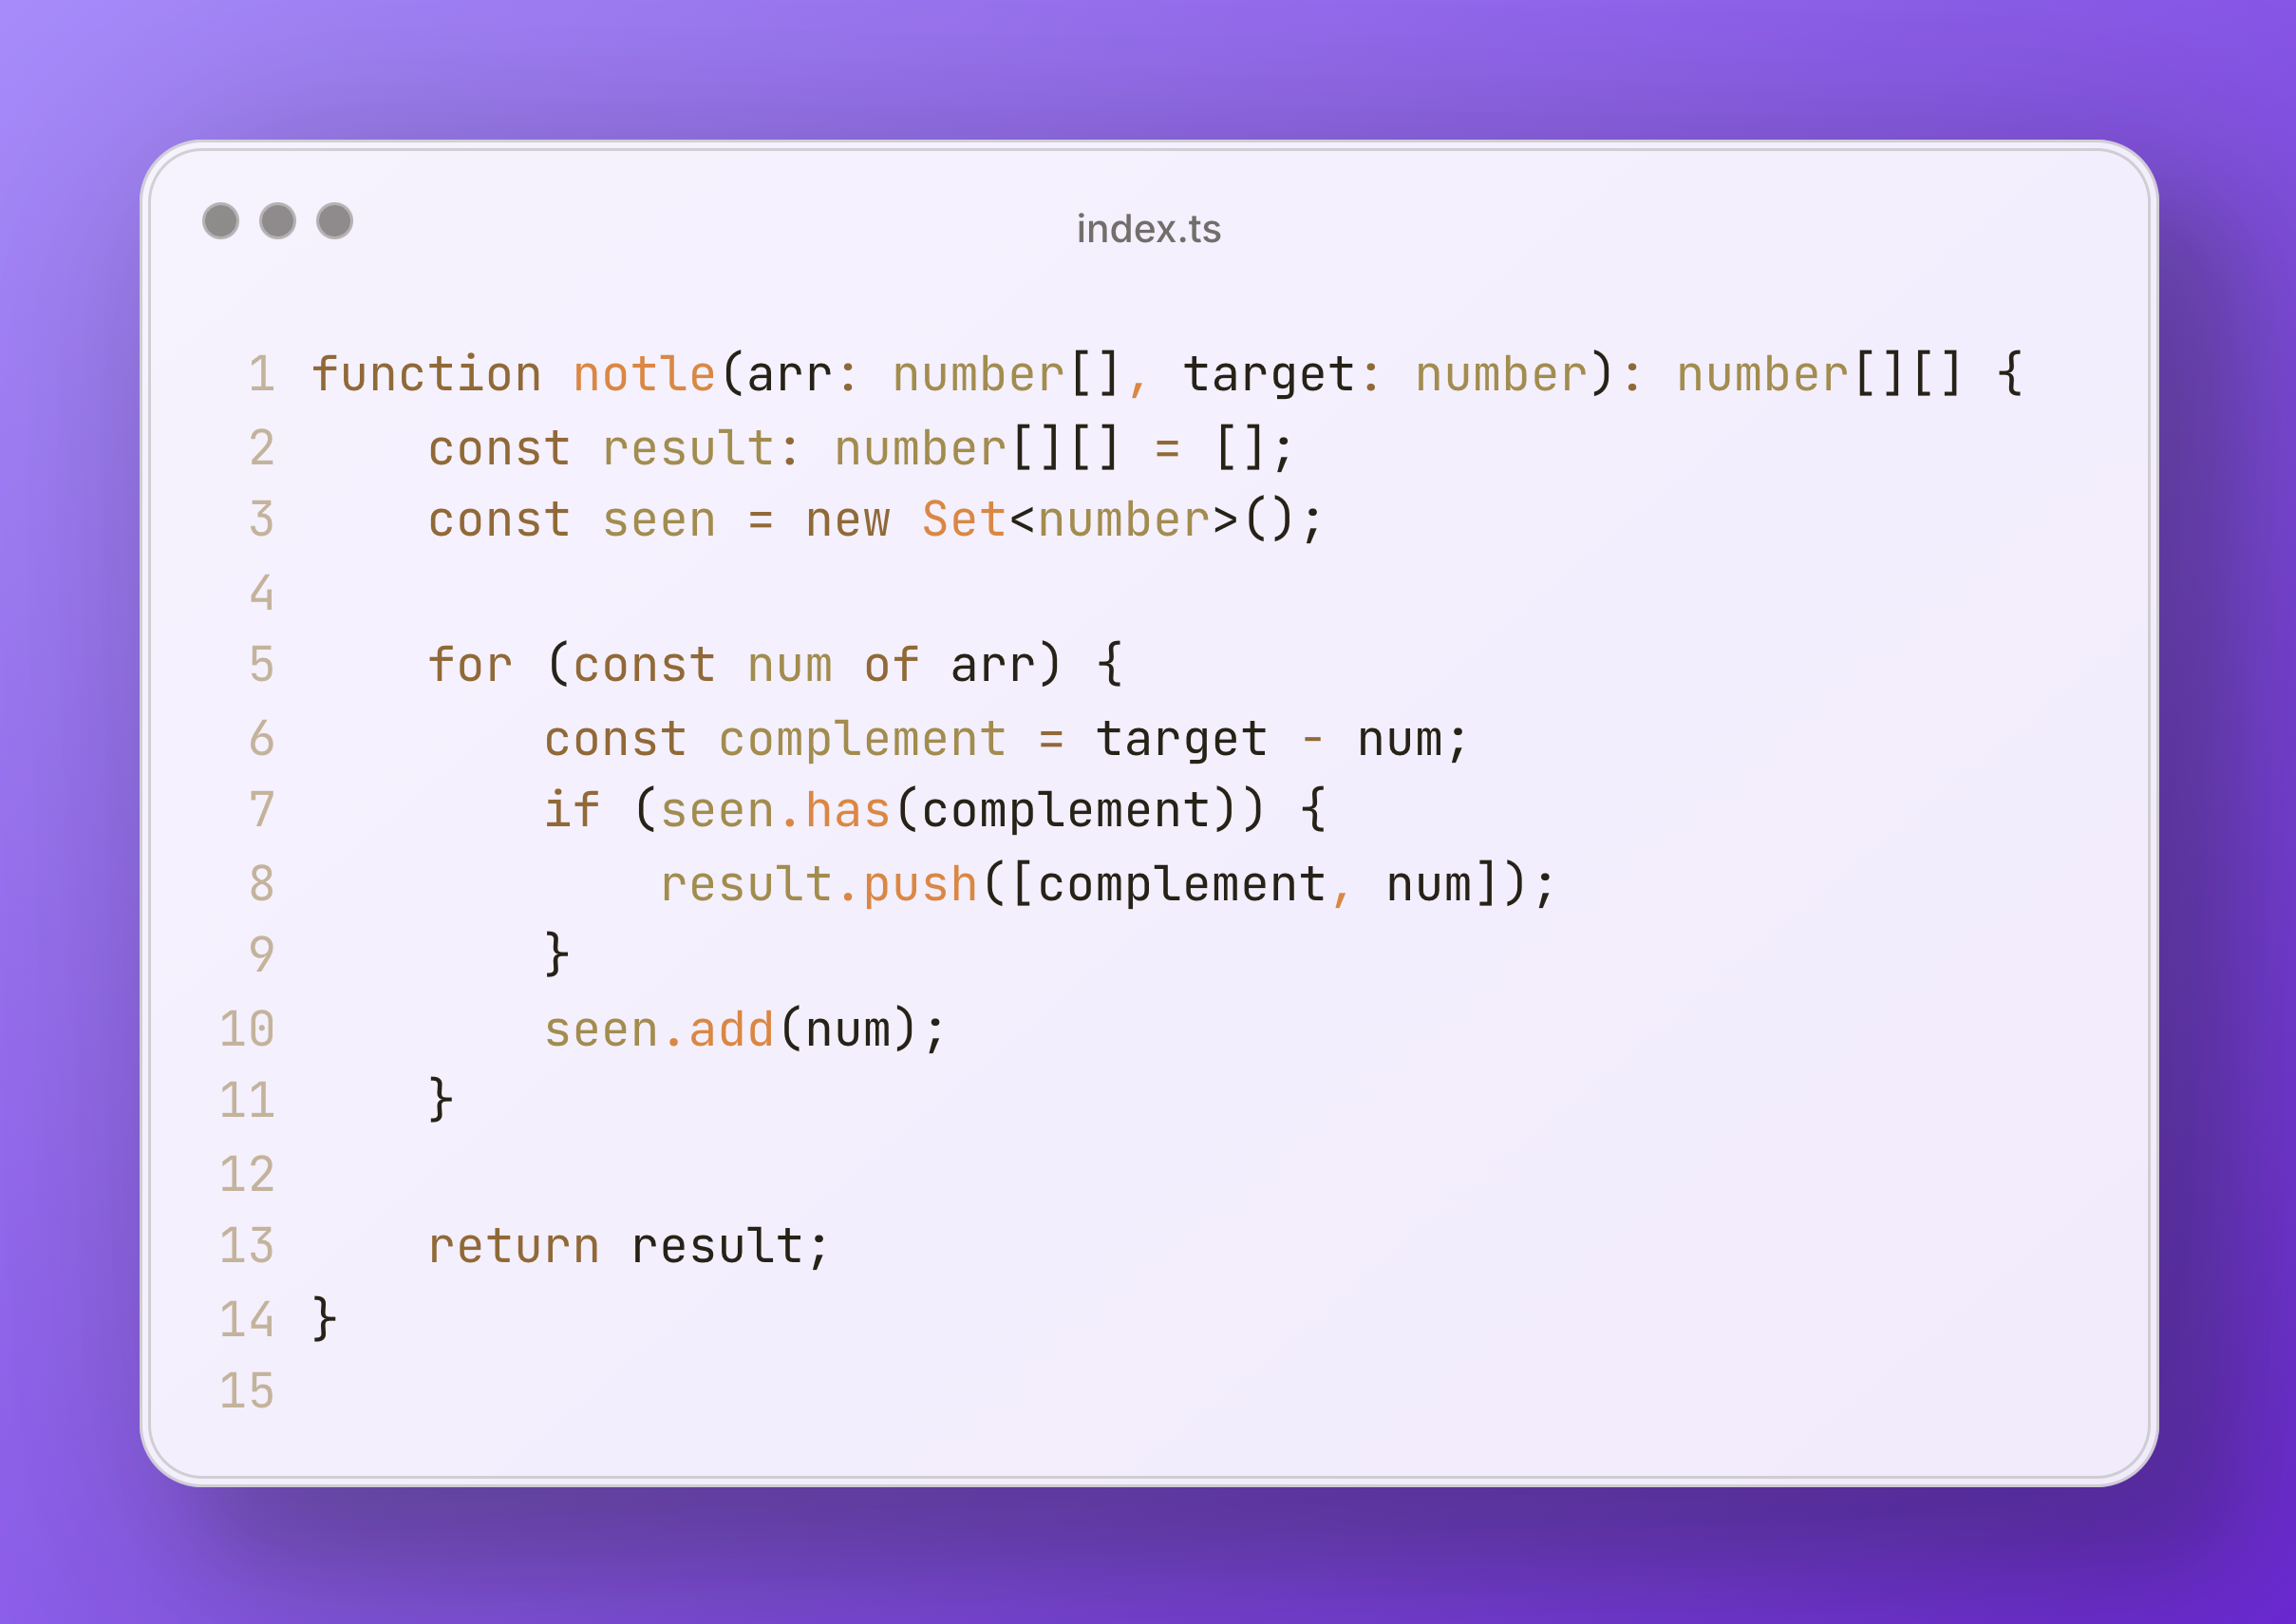 index.ts
1 function notle(arr: number[], target: number): number[][] {
2     const result: number[][] = [];
3     const seen = new Set<number>();
4
5     for (const num of arr) {
6         const complement = target - num;
7         if (seen.has(complement)) {
8             result.push([complement, num]);
9         }
10         seen.add(num);
11     }
12
13     return result;
14 }
15